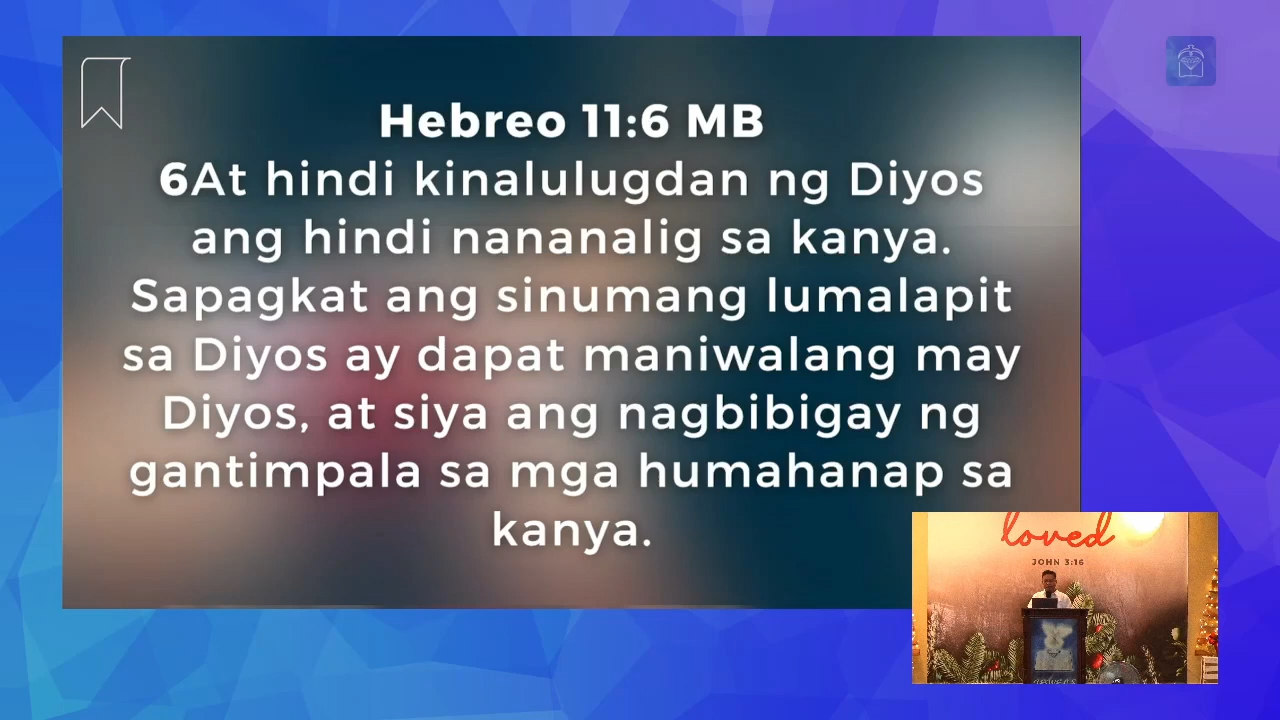 Hebreo 11:6 MB
6At hindi kinalulugdan ng Diyos
ang hindi nananalig sa kanya.
Sapagkat ang sinumang lumalapit
sa Diyos ay dapat maniwalang may
Diyos, at siya ang nagbibigay ng
gantimpala sa mga humahanap sa
kanya.
loved
JOHN 3:16